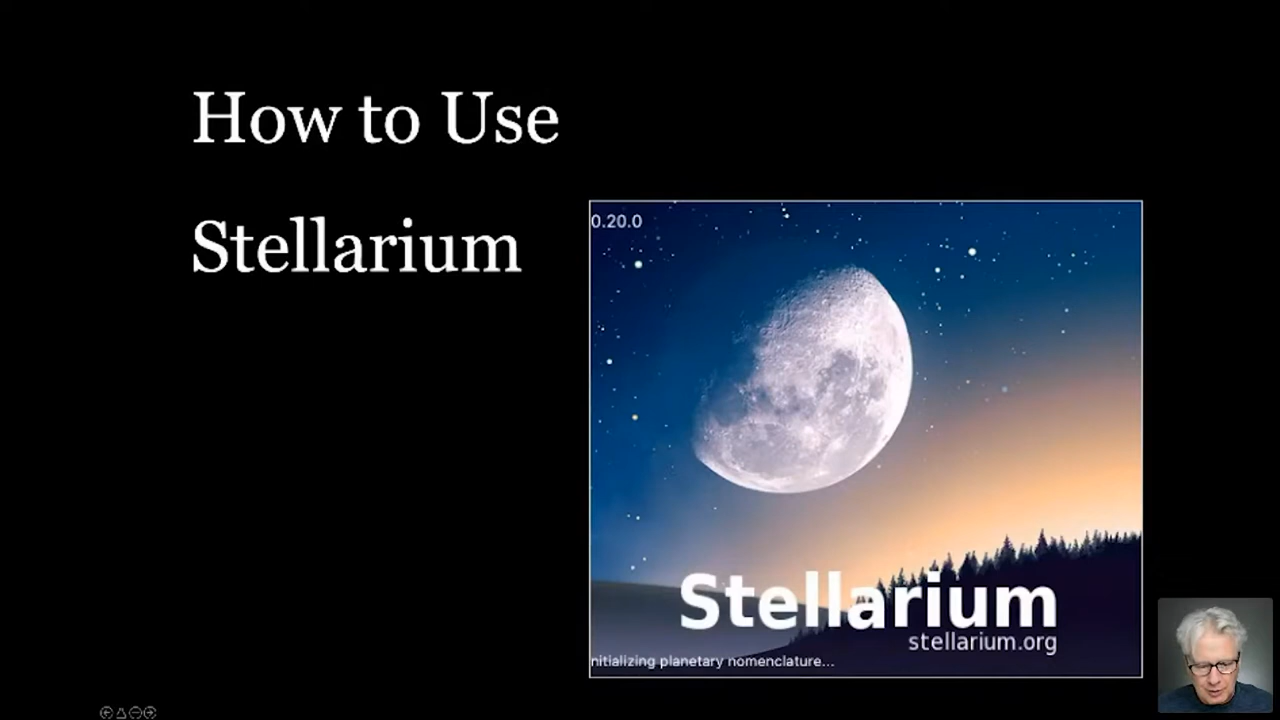 How to Use
Stellarium
0.20.0
Stellarium
stellarium.org
nitializing planetary nomenclature...